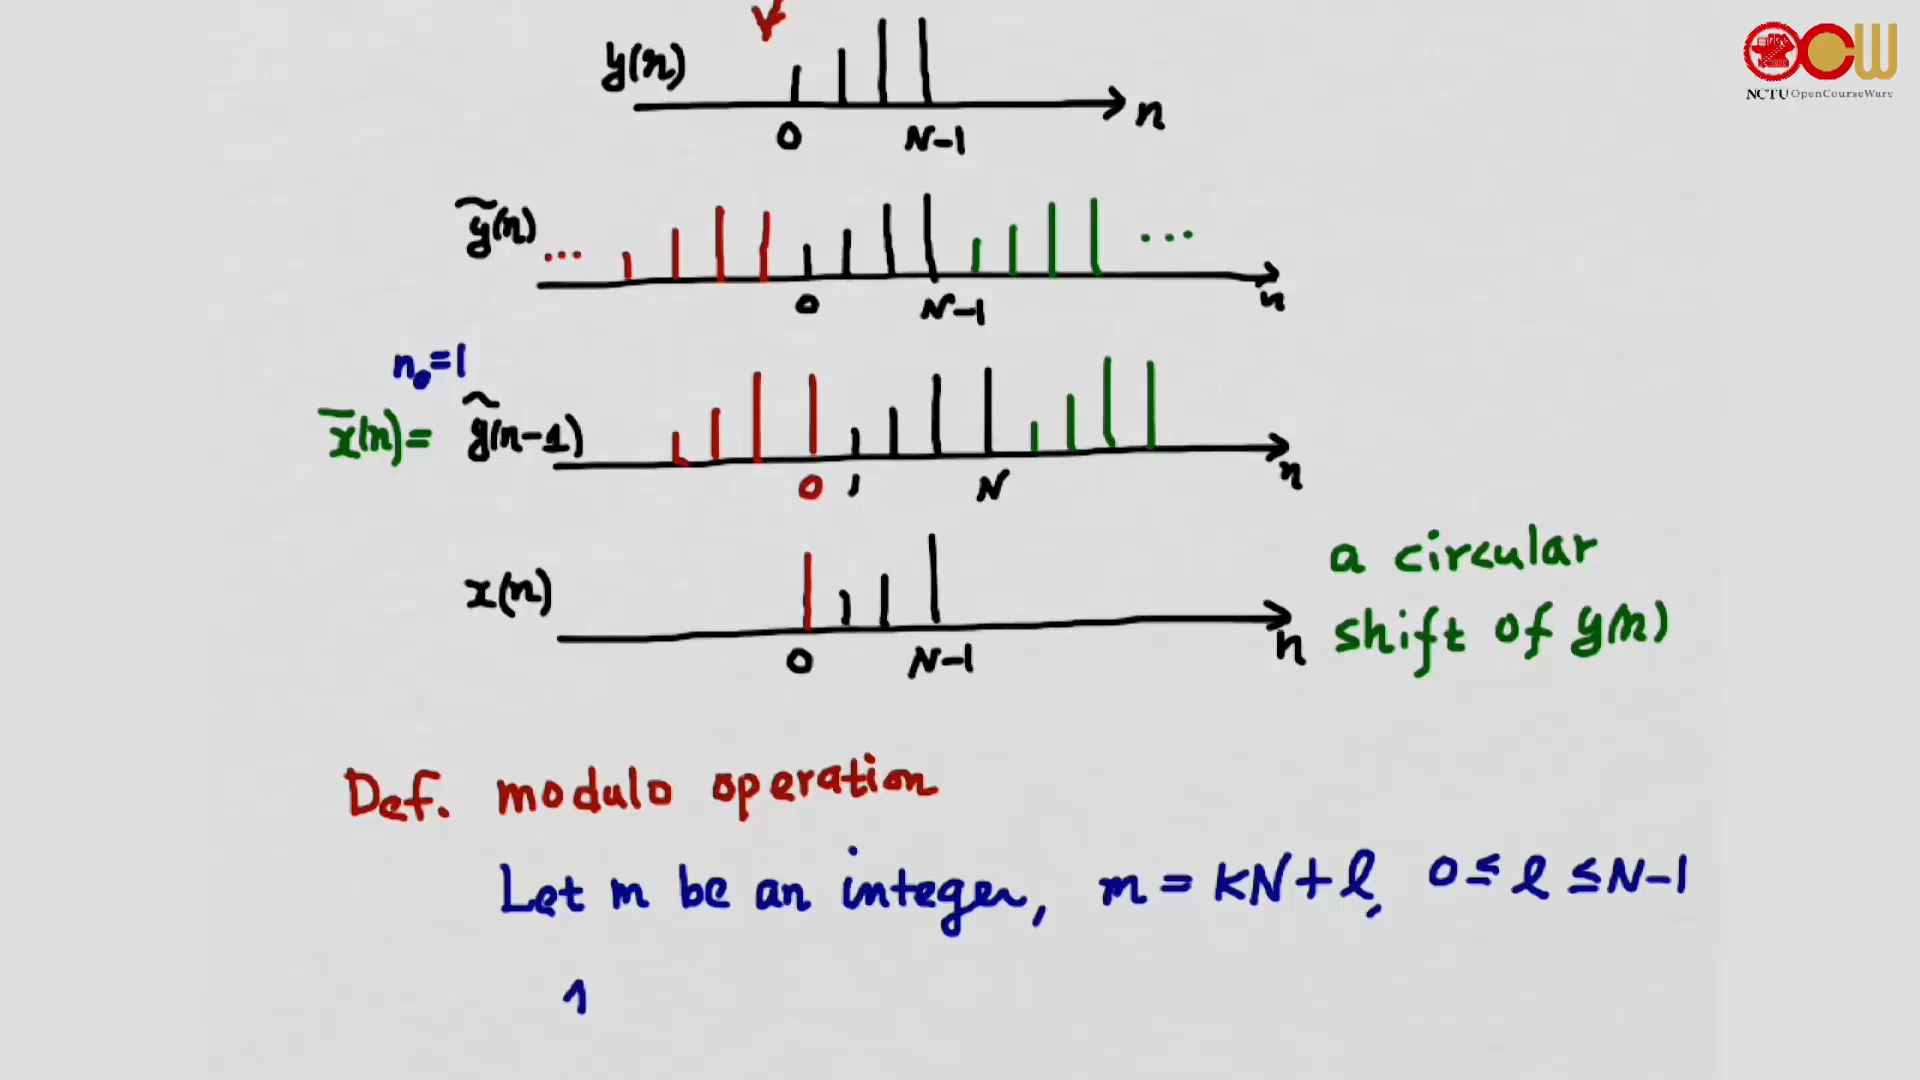 OCW
NCTU OpenCourseWare
y(n)
n
0 N-1
ỹ(n)
... ...
0 N-1
n
n₀=1
x̃(n)= ỹ(n-1)
0 1 N
n
x(n)
0 N-1
n
a circular
shift of y(n)
Def. modulo operation
Let m be an integer, m = kN+l, 0≤l≤N-1